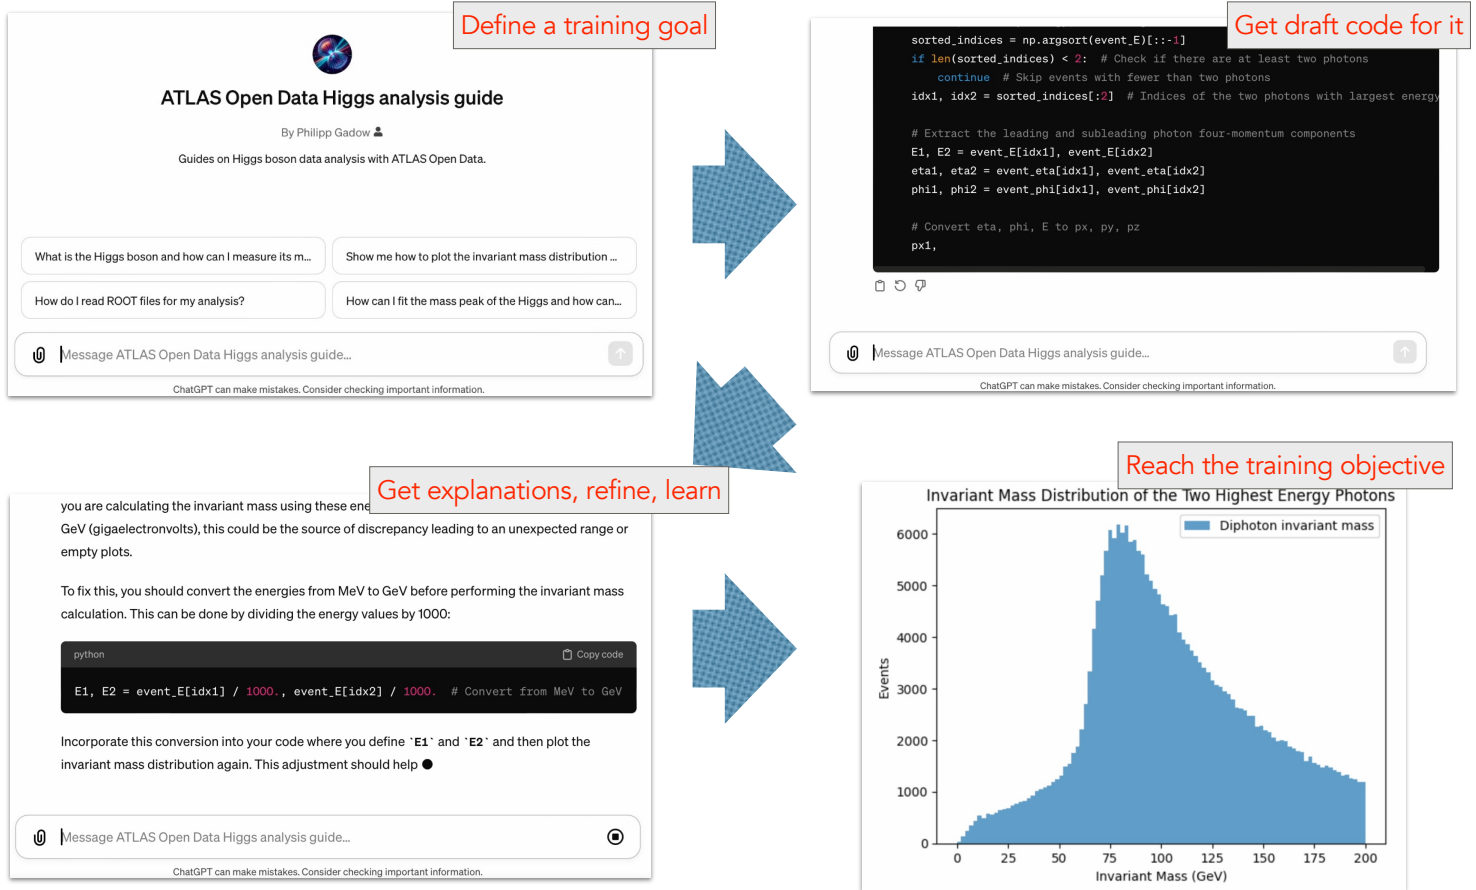 Define a training goal
ATLAS Open Data Higgs analysis guide
By Philipp Gadow
Guides on Higgs boson data analysis with ATLAS Open Data.
What is the Higgs boson and how can I measure its m...
Show me how to plot the invariant mass distribution ...
How do I read ROOT files for my analysis?
How can I fit the mass peak of the Higgs and how can...
Message ATLAS Open Data Higgs analysis guide...
ChatGPT can make mistakes. Consider checking important information.
Get draft code for it
sorted_indices = np.argsort(event_E)[::-1]
if len(sorted_indices) < 2:  # Check if there are at least two photons
    continue  # Skip events with fewer than two photons
idx1, idx2 = sorted_indices[:2]  # Indices of the two photons with largest energy
# Extract the leading and subleading photon four-momentum components
E1, E2 = event_E[idx1], event_E[idx2]
eta1, eta2 = event_eta[idx1], event_eta[idx2]
phi1, phi2 = event_phi[idx1], event_phi[idx2]
# Convert eta, phi, E to px, py, pz
px1,
Message ATLAS Open Data Higgs analysis guide...
ChatGPT can make mistakes. Consider checking important information.
Get explanations, refine, learn
you are calculating the invariant mass using these ene
GeV (gigaelectronvolts), this could be the source of discrepancy leading to an unexpected range or
empty plots.
To fix this, you should convert the energies from MeV to GeV before performing the invariant mass
calculation. This can be done by dividing the energy values by 1000:
python
Copy code
E1, E2 = event_E[idx1] / 1000., event_E[idx2] / 1000.  # Convert from MeV to GeV
Incorporate this conversion into your code where you define `E1` and `E2` and then plot the
invariant mass distribution again. This adjustment should help
Message ATLAS Open Data Higgs analysis guide...
ChatGPT can make mistakes. Consider checking important information.
Reach the training objective
Invariant Mass Distribution of the Two Highest Energy Photons
Diphoton invariant mass
6000
5000
4000
3000
2000
1000
0
Events
0 25 50 75 100 125 150 175 200
Invariant Mass (GeV)